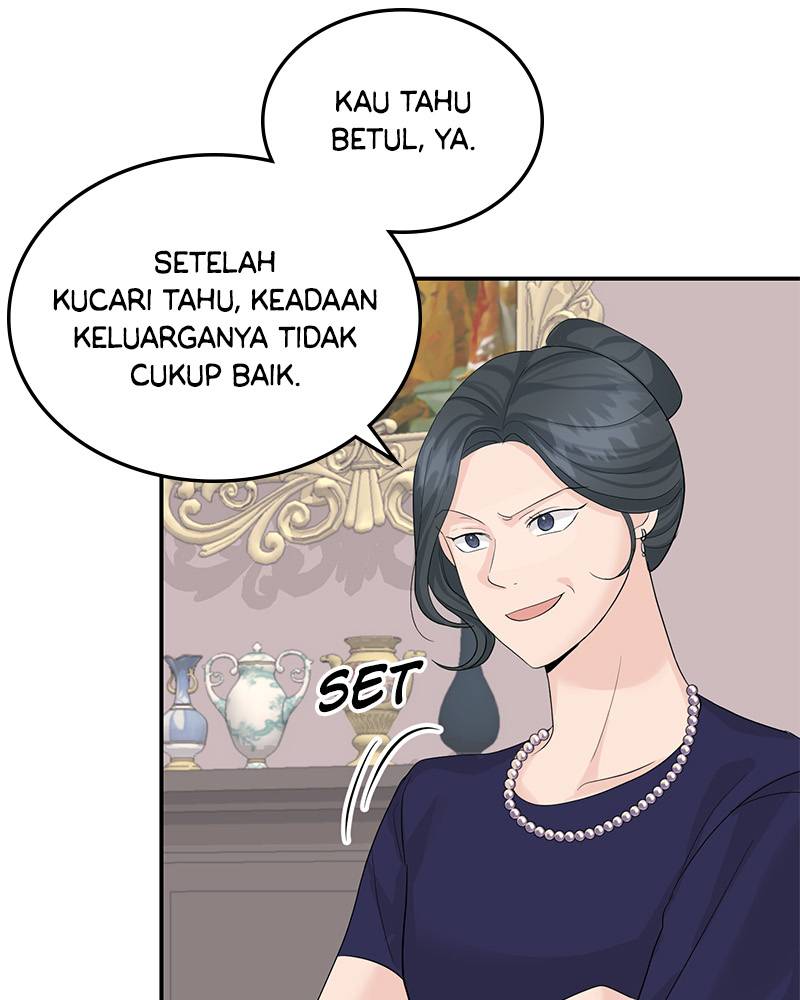 KAU TAHU
BETUL, YA.
SETELAH
KUCARI TAHU, KEADAAN
KELUARGANYA TIDAK
CUKUP BAIK.
SET